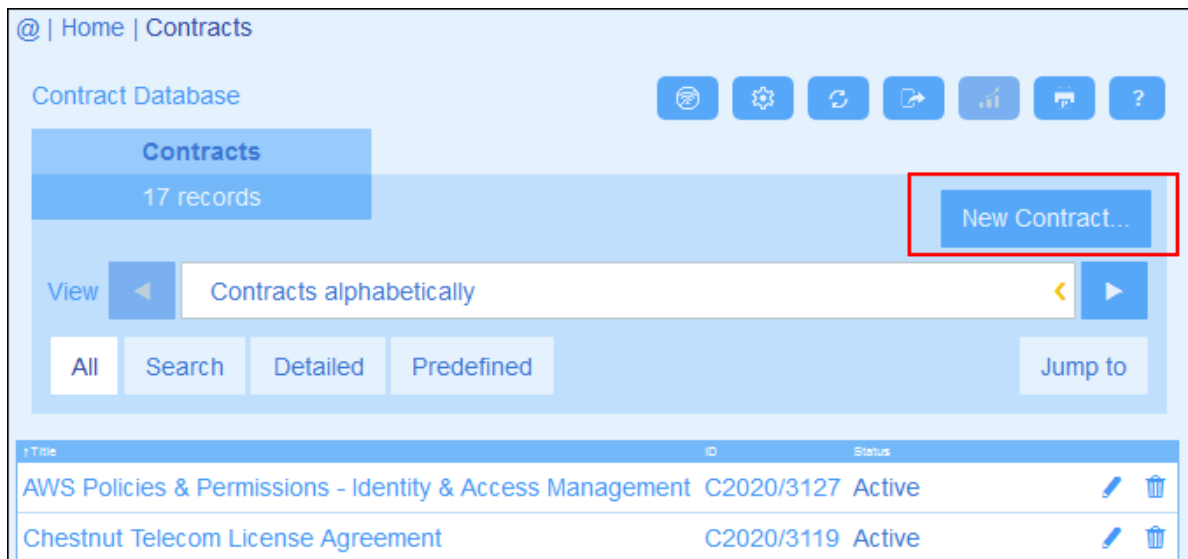 @ | Home | Contracts
Contract Database
?
Contracts
17 records
New Contract...
View
Contracts alphabetically
All Search Detailed Predefined Jump to
↑Title ID Status
AWS Policies & Permissions - Identity & Access Management C2020/3127 Active
Chestnut Telecom License Agreement C2020/3119 Active